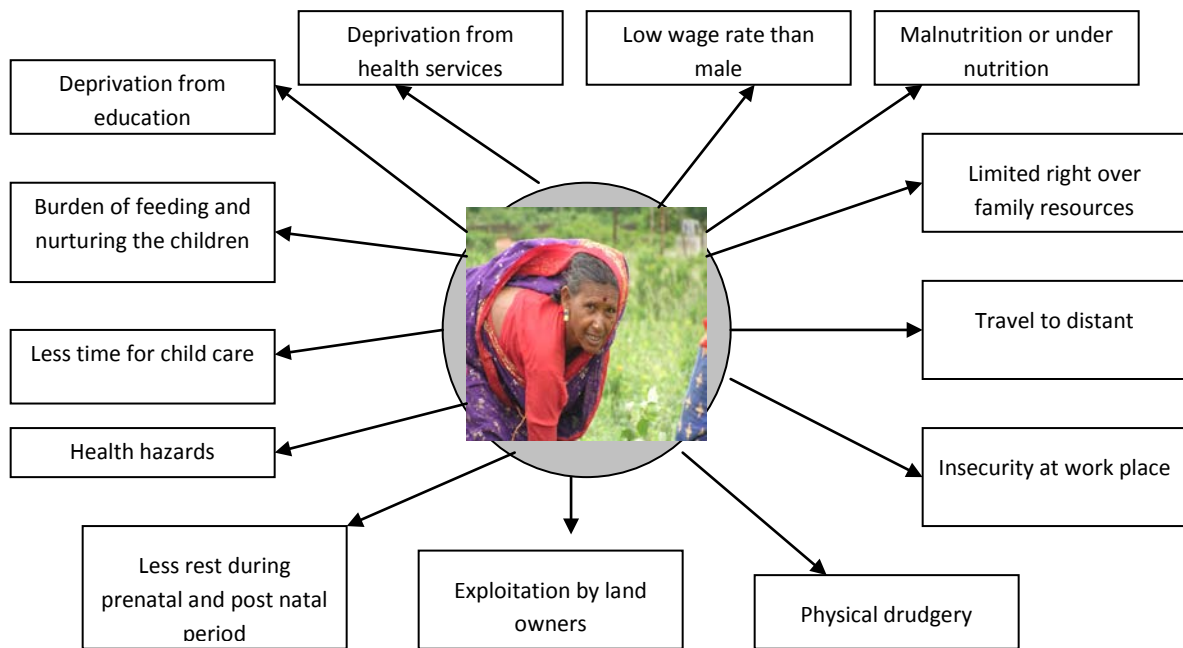 Deprivation from
health services
Low wage rate than
male
Malnutrition or under
nutrition
Deprivation from
education
Limited right over
family resources
Burden of feeding and
nurturing the children
Travel to distant
Less time for child care
Health hazards
Insecurity at work place
Less rest during
prenatal and post natal
period
Exploitation by land
owners
Physical drudgery